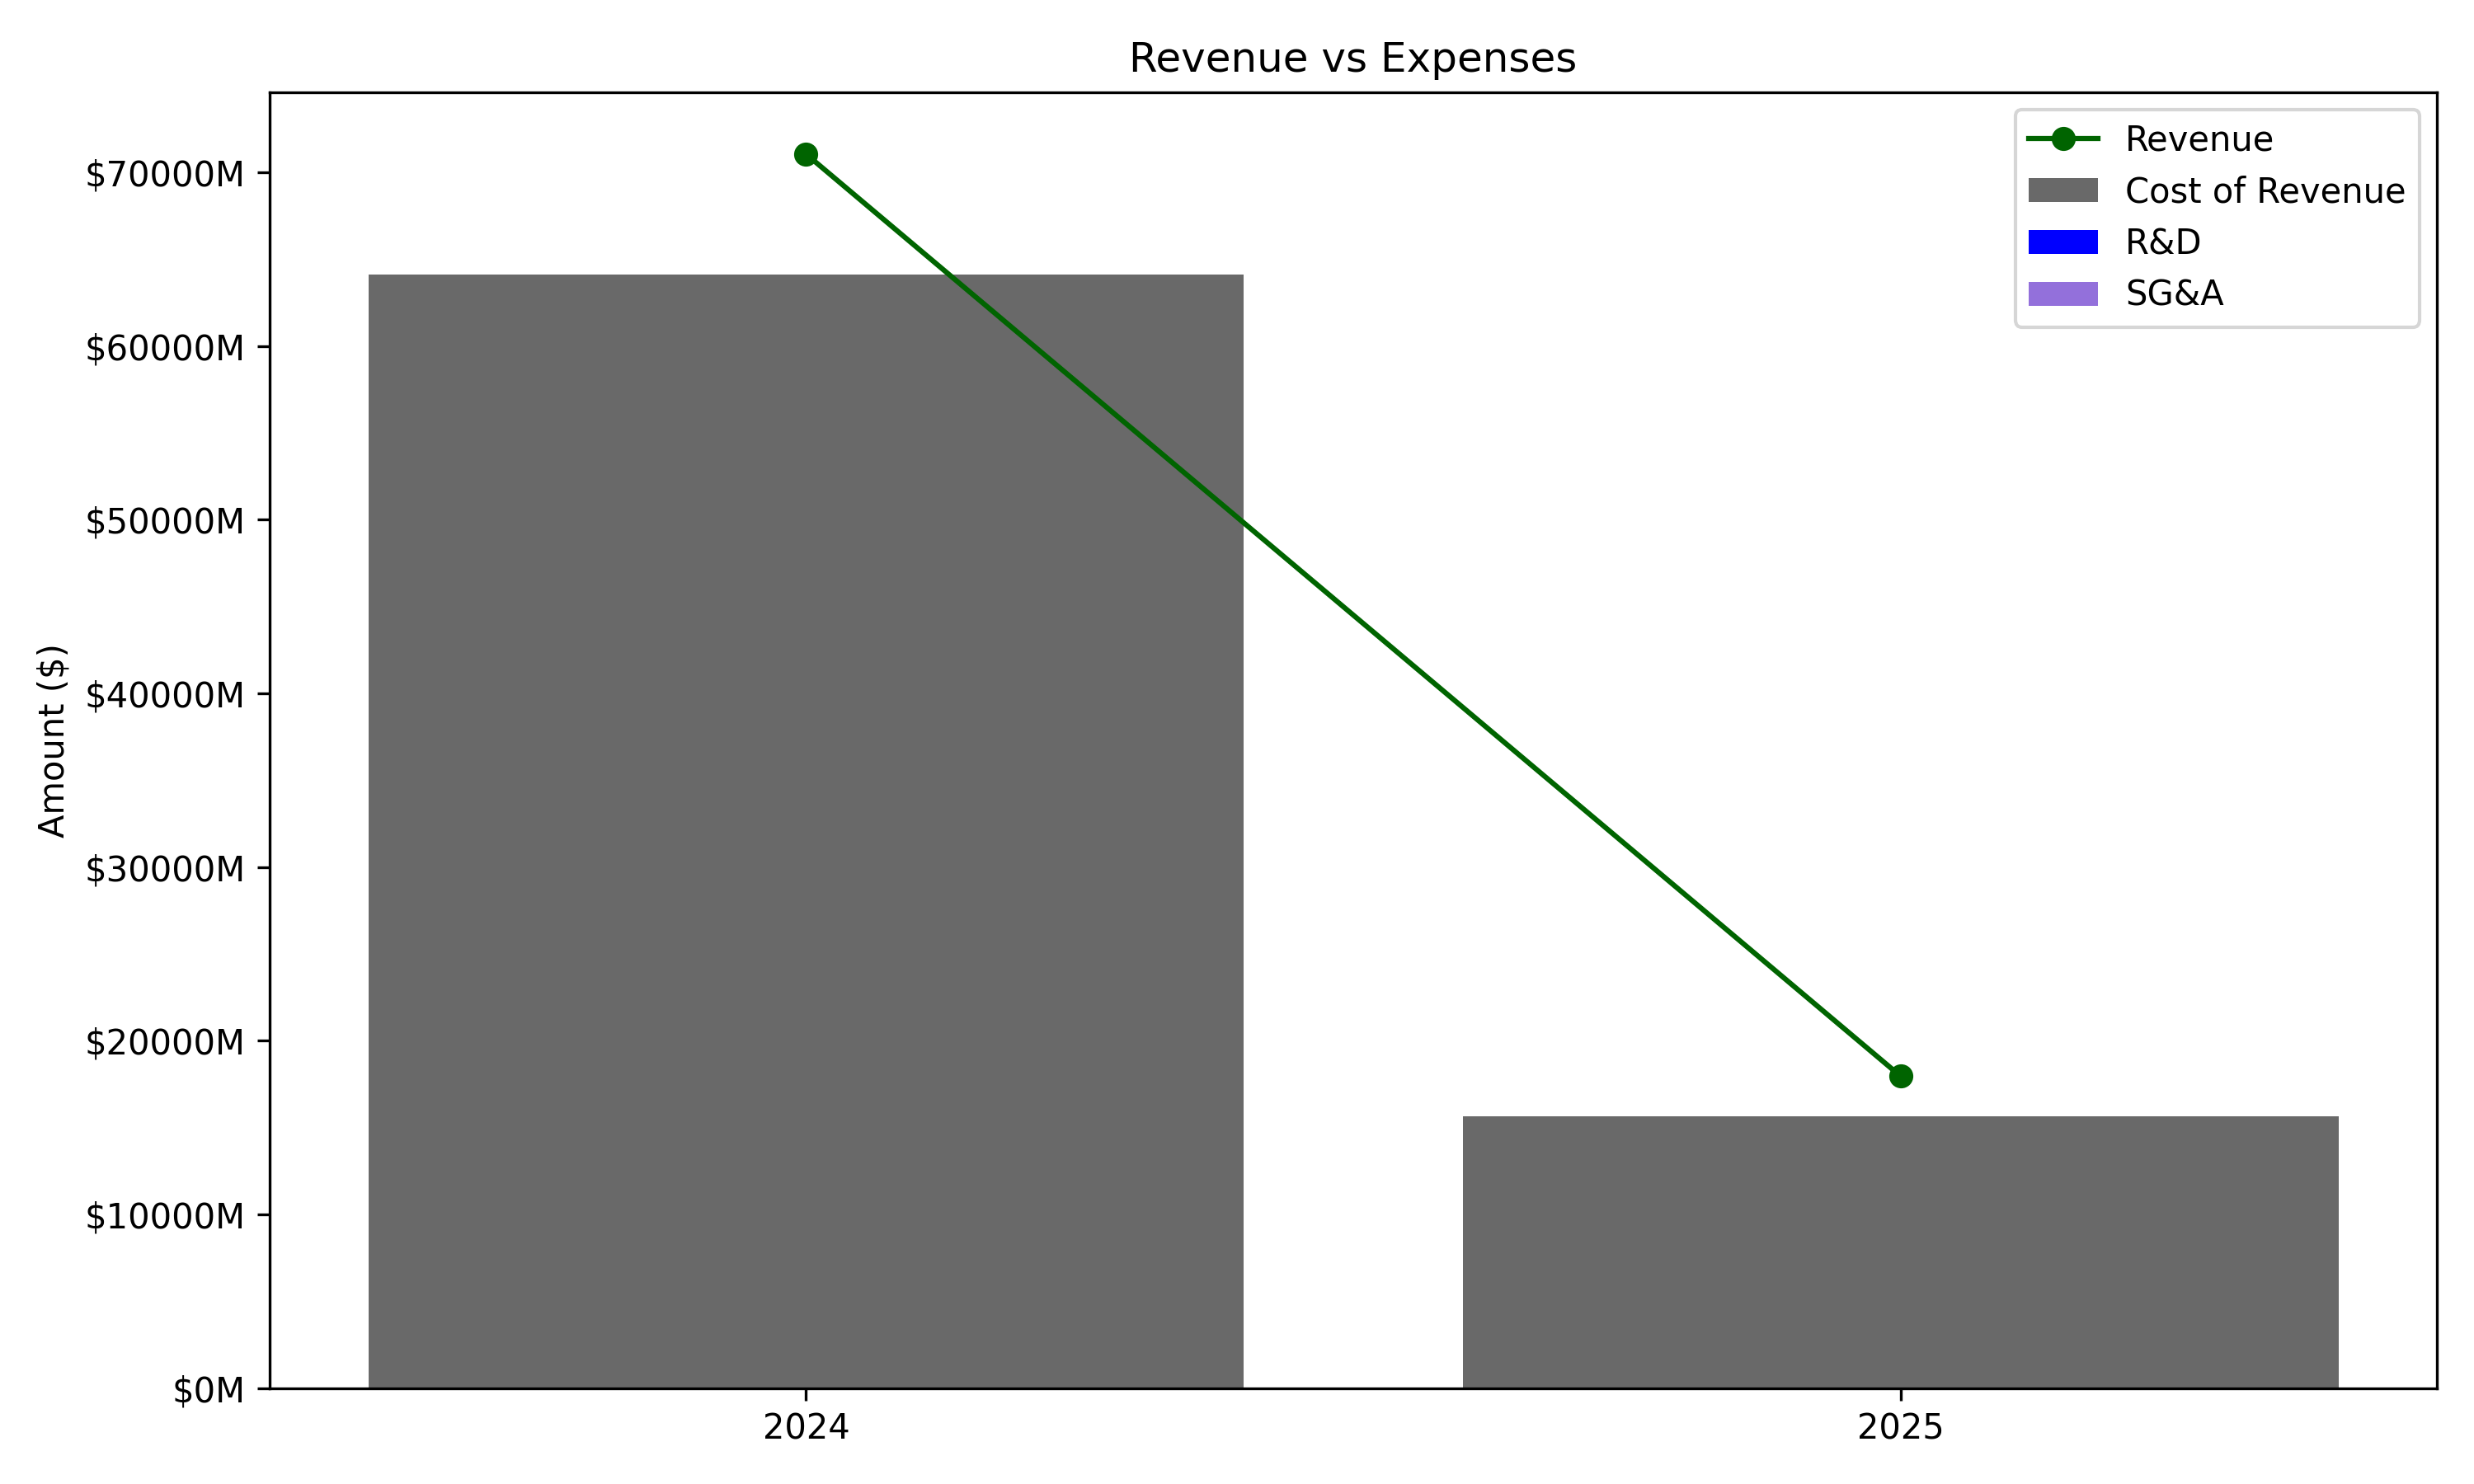 Revenue vs Expenses
Revenue
Cost of Revenue
R&D
SG&A
Amount ($)
$70000M
$60000M
$50000M
$40000M
$30000M
$20000M
$10000M
$0M
2024
2025